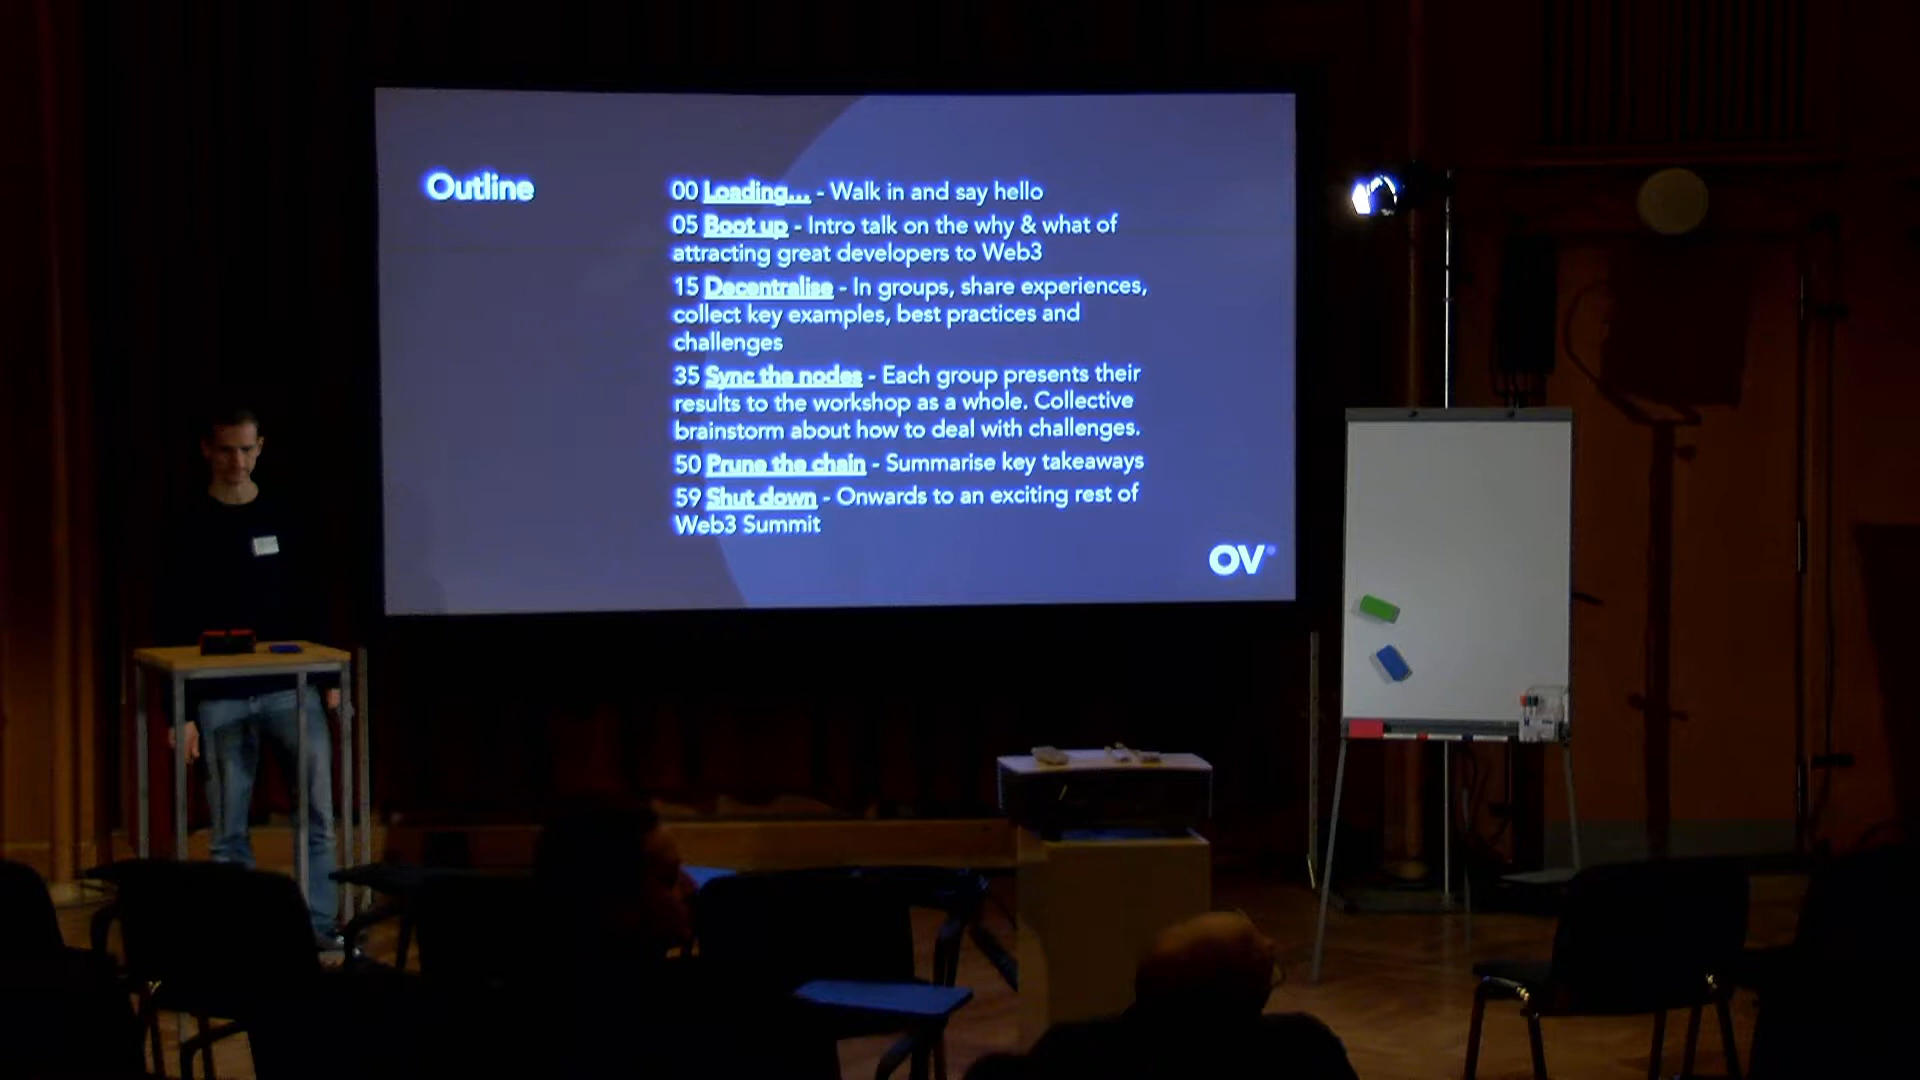 Outline
00 Loading... - Walk in and say hello
05 Boot up - Intro talk on the why & what of
attracting great developers to Web3
15 Decentralise - In groups, share experiences,
collect key examples, best practices and
challenges
35 Sync the nodes - Each group presents their
results to the workshop as a whole. Collective
brainstorm about how to deal with challenges.
50 Prune the chain - Summarise key takeaways
59 Shut down - Onwards to an exciting rest of
Web3 Summit
OV